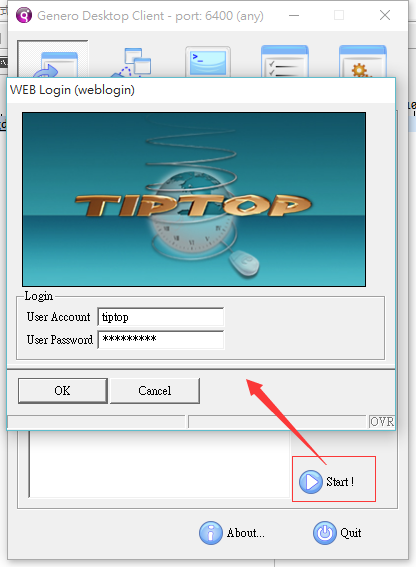 Genero Desktop Client - port: 6400 (any)
WEB Login (weblogin)
TIPTOP
Login
User Account tiptop
User Password *********
OK Cancel
OVR
Start !
About... Quit